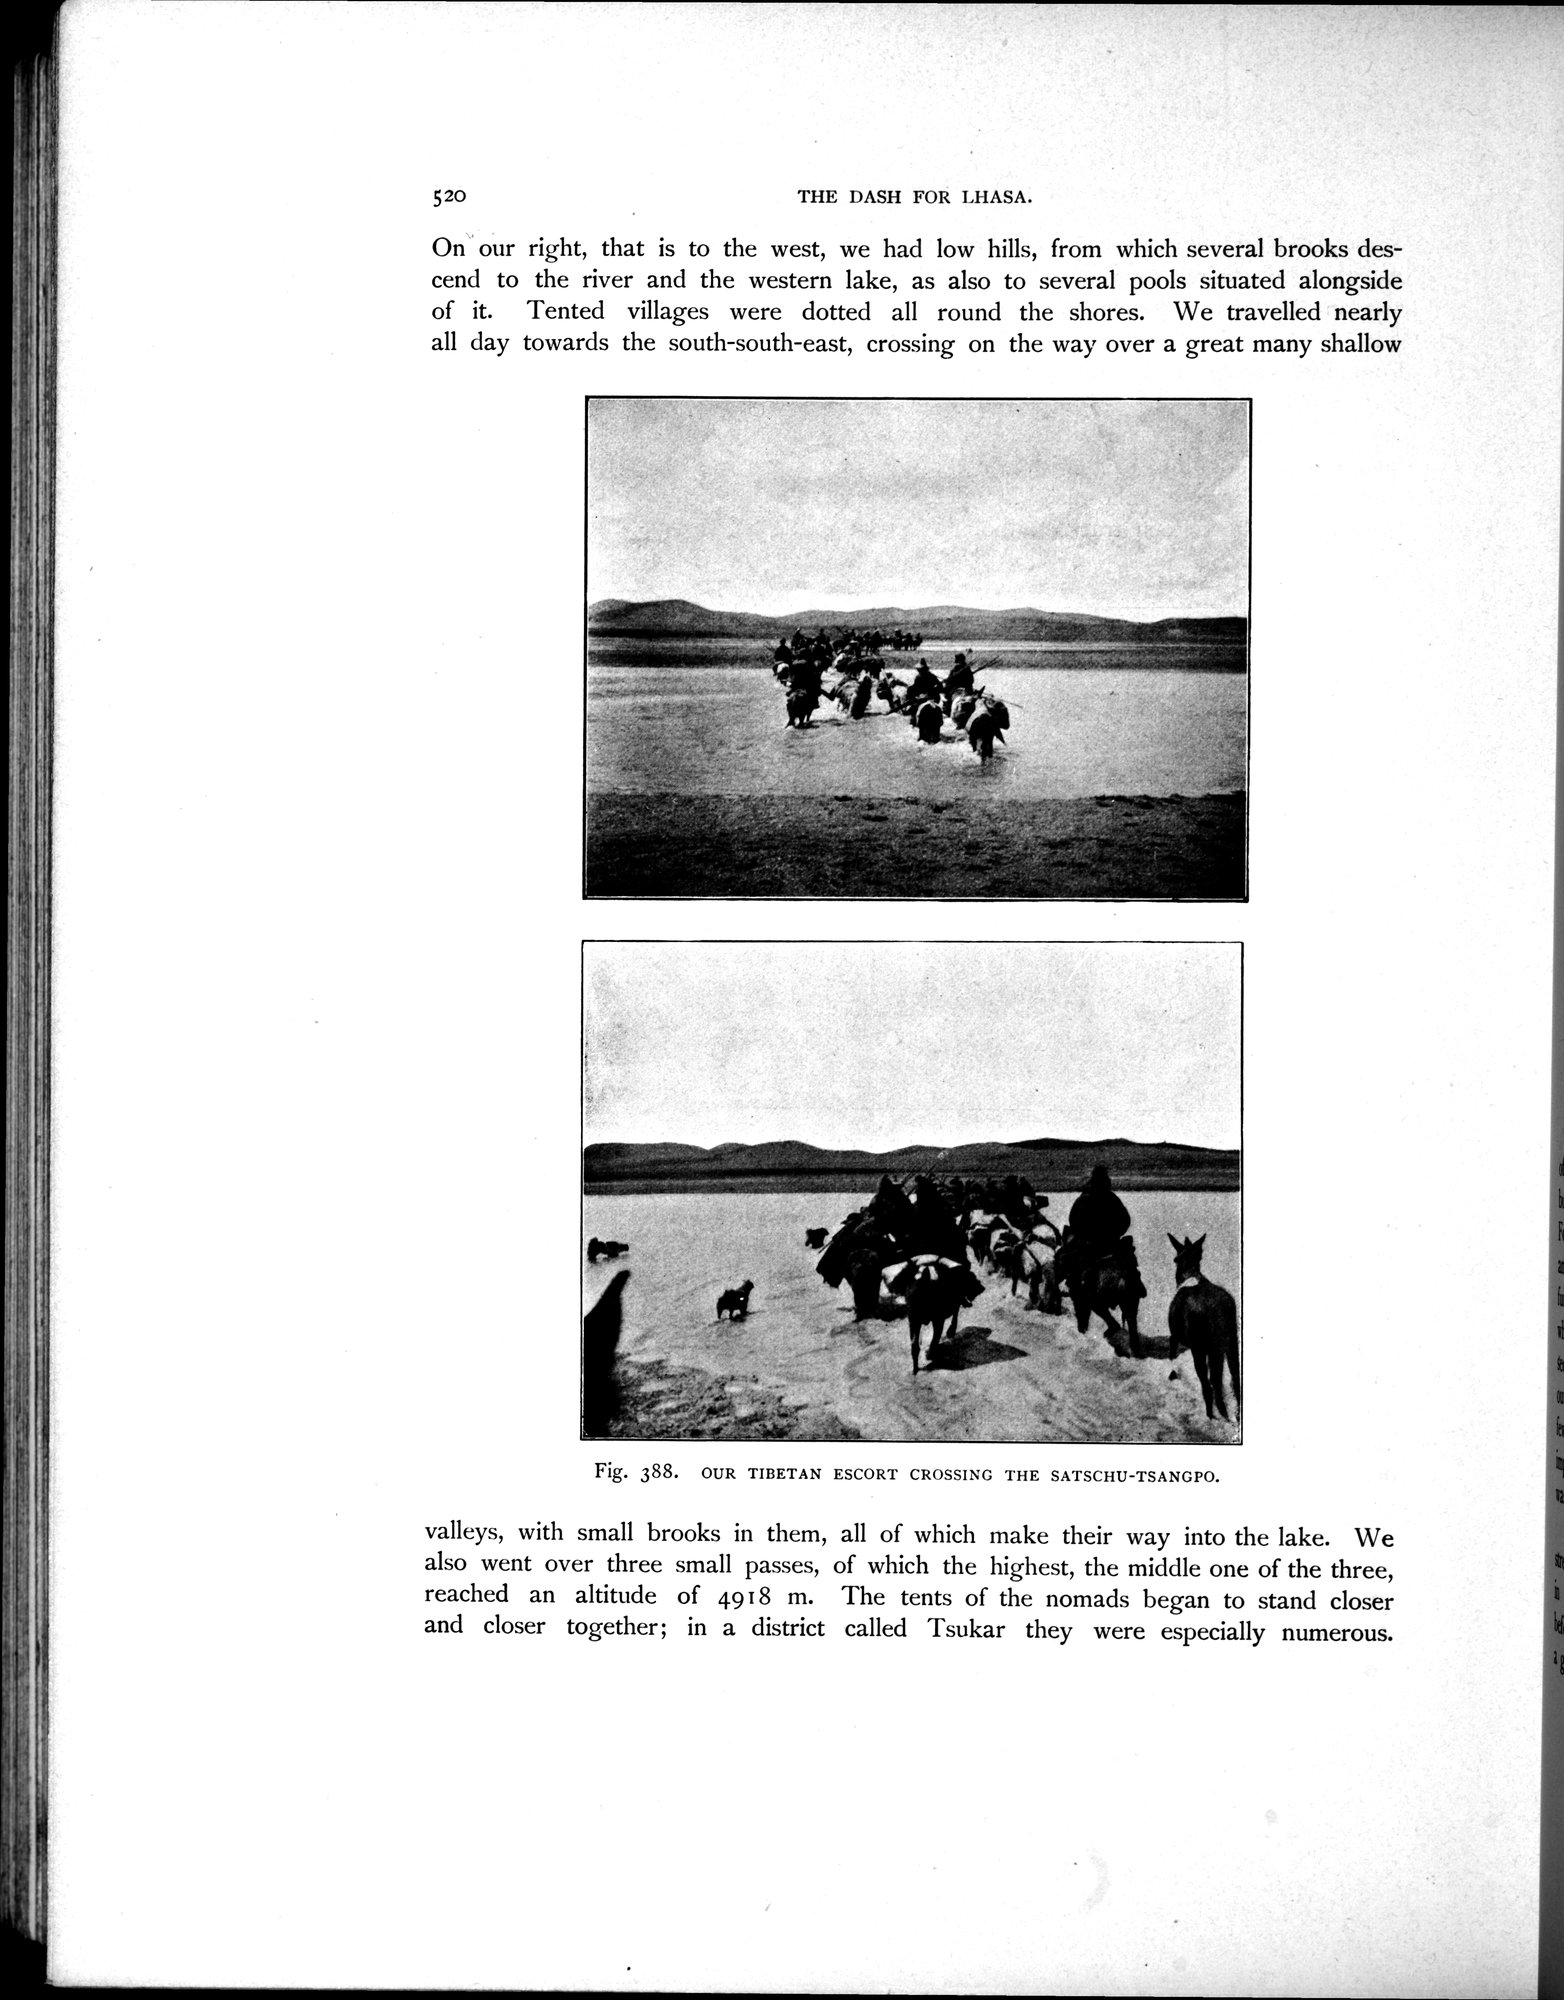 520
THE DASH FOR LHASA.
On our right, that is to the west, we had low hills, from which several brooks des-
cend to the river and the western lake, as also to several pools situated alongside
of it. Tented villages were dotted all round the shores. We travelled nearly
all day towards the south-south-east, crossing on the way over a great many shallow
Fig. 388. OUR TIBETAN ESCORT CROSSING THE SATSCHU-TSANGPO.
valleys, with small brooks in them, all of which make their way into the lake. We
also went over three small passes, of which the highest, the middle one of the three,
reached an altitude of 4918 m. The tents of the nomads began to stand closer
and closer together; in a district called Tsukar they were especially numerous.